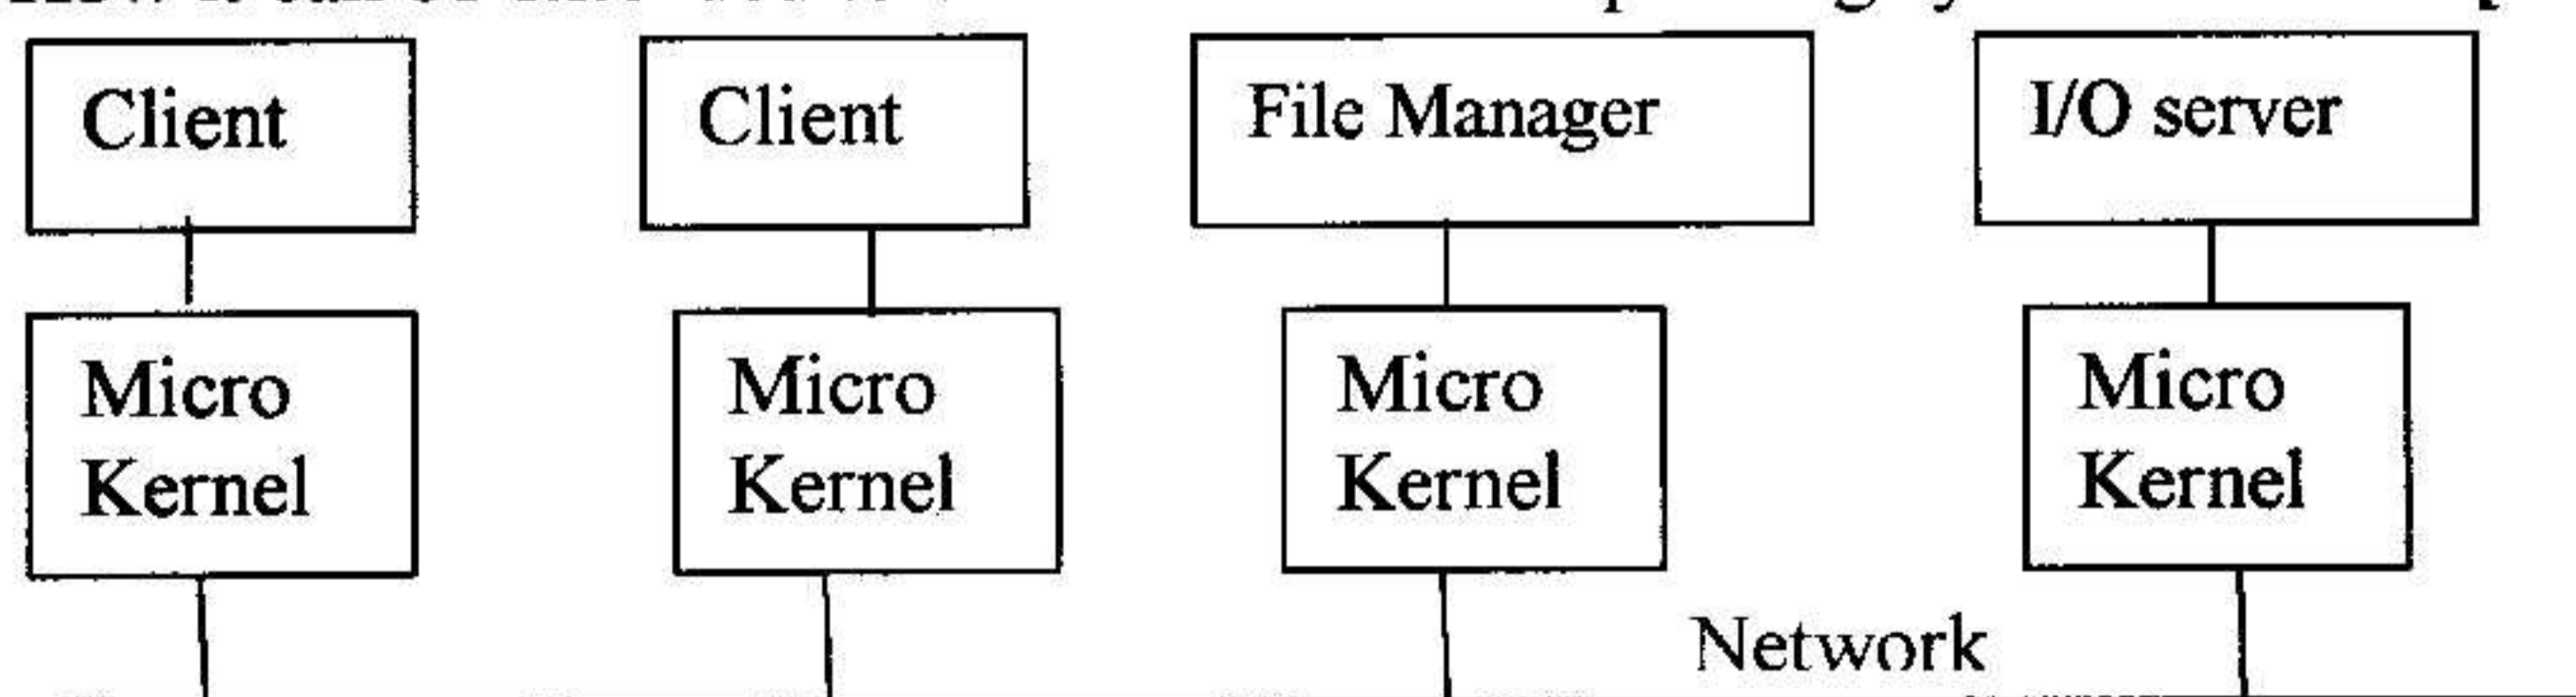 Client
Client
File Manager
I/O server
Micro
Kernel
Micro
Kernel
Micro
Kernel
Micro
Kernel
Network